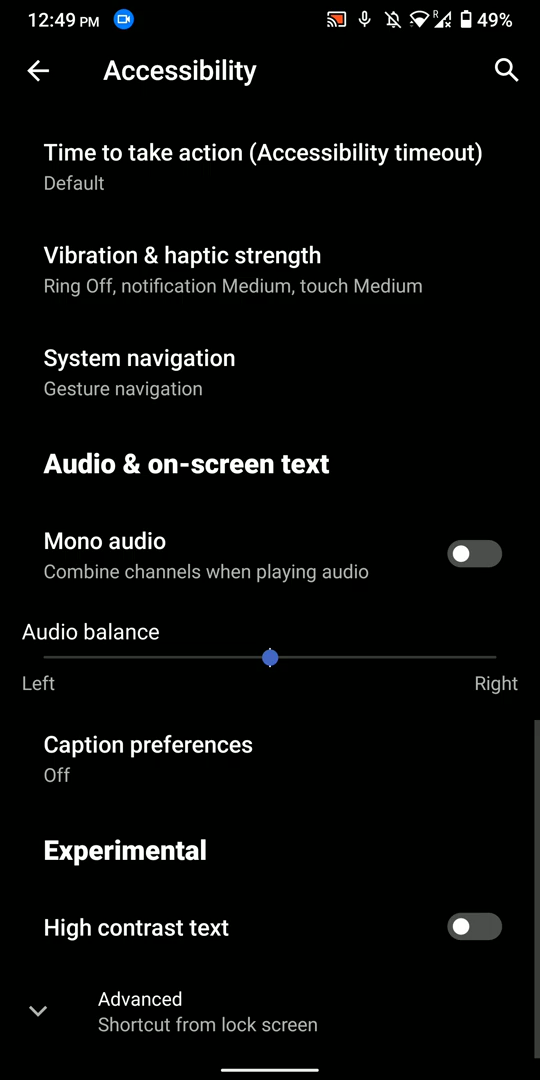 12:49 PM
R
49%
Accessibility
Time to take action (Accessibility timeout)
Default
Vibration & haptic strength
Ring Off, notification Medium, touch Medium
System navigation
Gesture navigation
Audio & on-screen text
Mono audio
Combine channels when playing audio
Audio balance
Left Right
Caption preferences
Off
Experimental
High contrast text
Advanced
Shortcut from lock screen